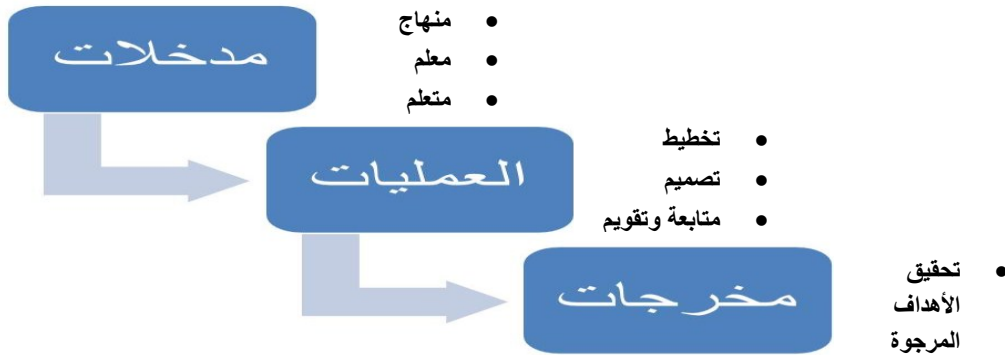 مدخلات
• منهاج
• معلم
• متعلم
العمليات
• تخطيط
• تصميم
• متابعة وتقويم
مخرجات
• تحقيق
الأهداف
المرجوة